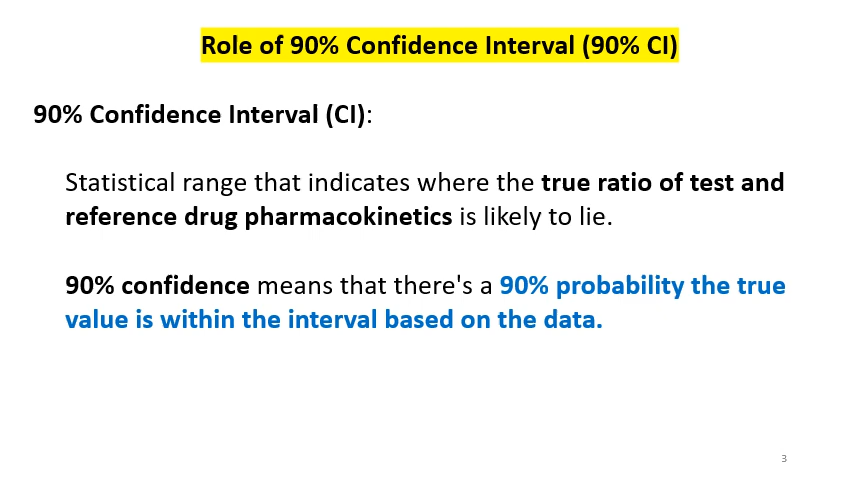 Role of 90% Confidence Interval (90% CI)
90% Confidence Interval (CI):
Statistical range that indicates where the true ratio of test and
reference drug pharmacokinetics is likely to lie.
90% confidence means that there's a 90% probability the true
value is within the interval based on the data.
3